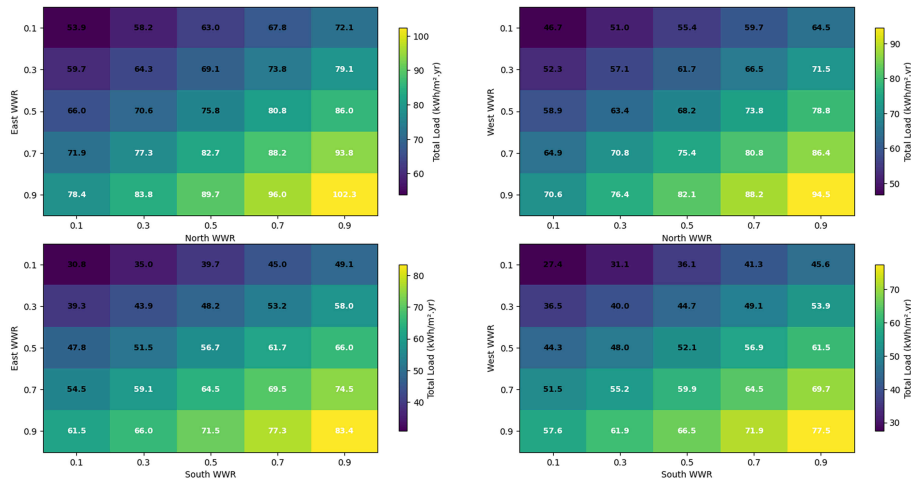 0.1 53.9 58.2 63.0 67.8 72.1
0.3 59.7 64.3 69.1 73.8 79.1
0.5 66.0 70.6 75.8 80.8 86.0
0.7 71.9 77.3 82.7 88.2 93.8
0.9 78.4 83.8 89.7 96.0 102.3
0.1 0.3 0.5 0.7 0.9
North WWR
East WWR
100
90
80
70
60
Total Load (kWh/m².yr)
0.1 46.7 51.0 55.4 59.7 64.5
0.3 52.3 57.1 61.7 66.5 71.5
0.5 58.9 63.4 68.2 73.8 78.8
0.7 64.9 70.8 75.4 80.8 86.4
0.9 70.6 76.4 82.1 88.2 94.5
0.1 0.3 0.5 0.7 0.9
North WWR
West WWR
90
80
70
60
50
Total Load (kWh/m².yr)
0.1 30.8 35.0 39.7 45.0 49.1
0.3 39.3 43.9 48.2 53.2 58.0
0.5 47.8 51.5 56.7 61.7 66.0
0.7 54.5 59.1 64.5 69.5 74.5
0.9 61.5 66.0 71.5 77.3 83.4
0.1 0.3 0.5 0.7 0.9
South WWR
East WWR
80
70
60
50
40
Total Load (kWh/m².yr)
0.1 27.4 31.1 36.1 41.3 45.6
0.3 36.5 40.0 44.7 49.1 53.9
0.5 44.3 48.0 52.1 56.9 61.5
0.7 51.5 55.2 59.9 64.5 69.7
0.9 57.6 61.9 66.5 71.9 77.5
0.1 0.3 0.5 0.7 0.9
South WWR
West WWR
70
60
50
40
30
Total Load (kWh/m².yr)